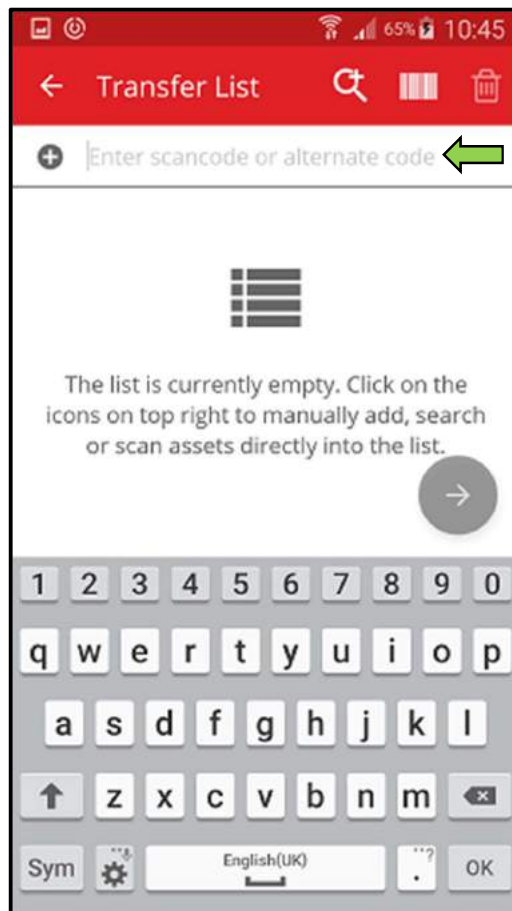 65% 10:45
Transfer List
Enter scancode or alternate code
The list is currently empty. Click on the
icons on top right to manually add, search
or scan assets directly into the list.
1 2 3 4 5 6 7 8 9 0
q w e r t y u i o p
a s d f g h j k l
z x c v b n m
Sym English(UK) . ? OK